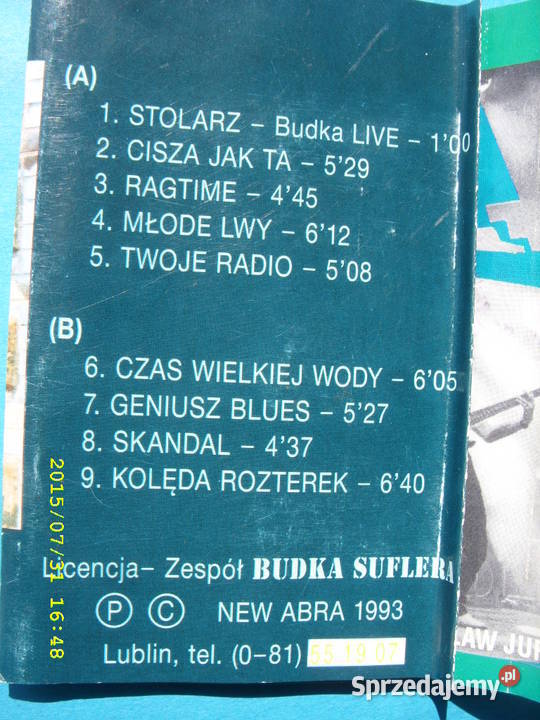 (A)
1. STOLARZ – Budka LIVE – 1'00
2. CISZA JAK TA – 5'29
3. RAGTIME – 4'45
4. MŁODE LWY – 6'12
5. TWOJE RADIO – 5'08
(B)
6. CZAS WIELKIEJ WODY – 6'05
7. GENIUSZ BLUES – 5'27
8. SKANDAL – 4'37
9. KOLĘDA ROZTEREK – 6'40
Licencja– Zespół BUDKA SUFLERA
Ⓟ © NEW ABRA 1993
Lublin, tel. (0–81) 55 19 07
2015/07/31 16:48
Sprzedajemy.pl